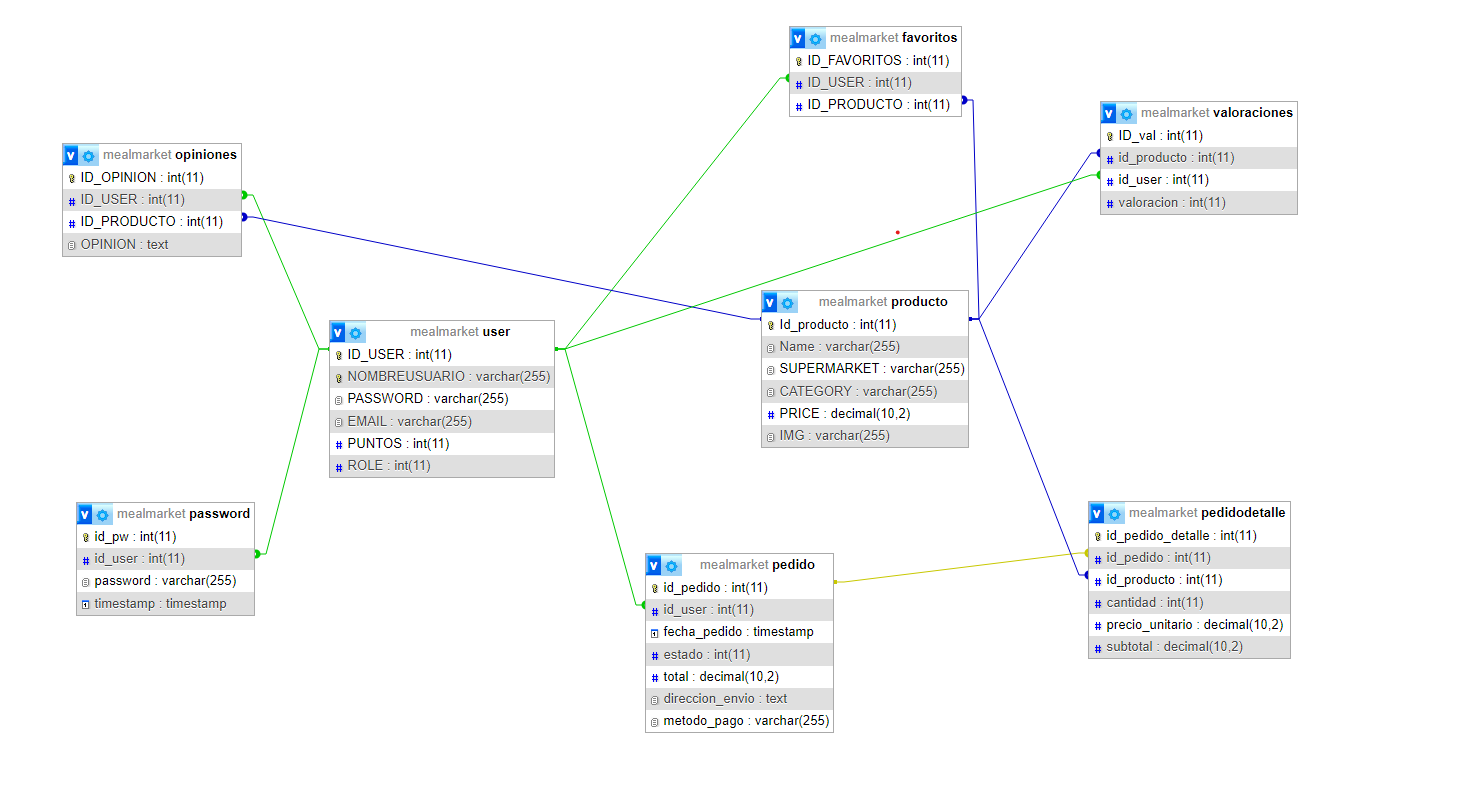 mealmarket favoritos
ID_FAVORITOS : int(11)
ID_USER : int(11)
ID_PRODUCTO : int(11)
mealmarket valoraciones
ID_val : int(11)
id_producto : int(11)
id_user : int(11)
valoracion : int(11)
mealmarket opiniones
ID_OPINION : int(11)
ID_USER : int(11)
ID_PRODUCTO : int(11)
OPINION : text
mealmarket producto
Id_producto : int(11)
Name : varchar(255)
SUPERMARKET : varchar(255)
CATEGORY : varchar(255)
PRICE : decimal(10,2)
IMG : varchar(255)
mealmarket user
ID_USER : int(11)
NOMBREUSUARIO : varchar(255)
PASSWORD : varchar(255)
EMAIL : varchar(255)
PUNTOS : int(11)
ROLE : int(11)
mealmarket password
id_pw : int(11)
id_user : int(11)
password : varchar(255)
timestamp : timestamp
mealmarket pedido
id_pedido : int(11)
id_user : int(11)
fecha_pedido : timestamp
estado : int(11)
total : decimal(10,2)
direccion_envio : text
metodo_pago : varchar(255)
mealmarket pedidodetalle
id_pedido_detalle : int(11)
id_pedido : int(11)
id_producto : int(11)
cantidad : int(11)
precio_unitario : decimal(10,2)
subtotal : decimal(10,2)